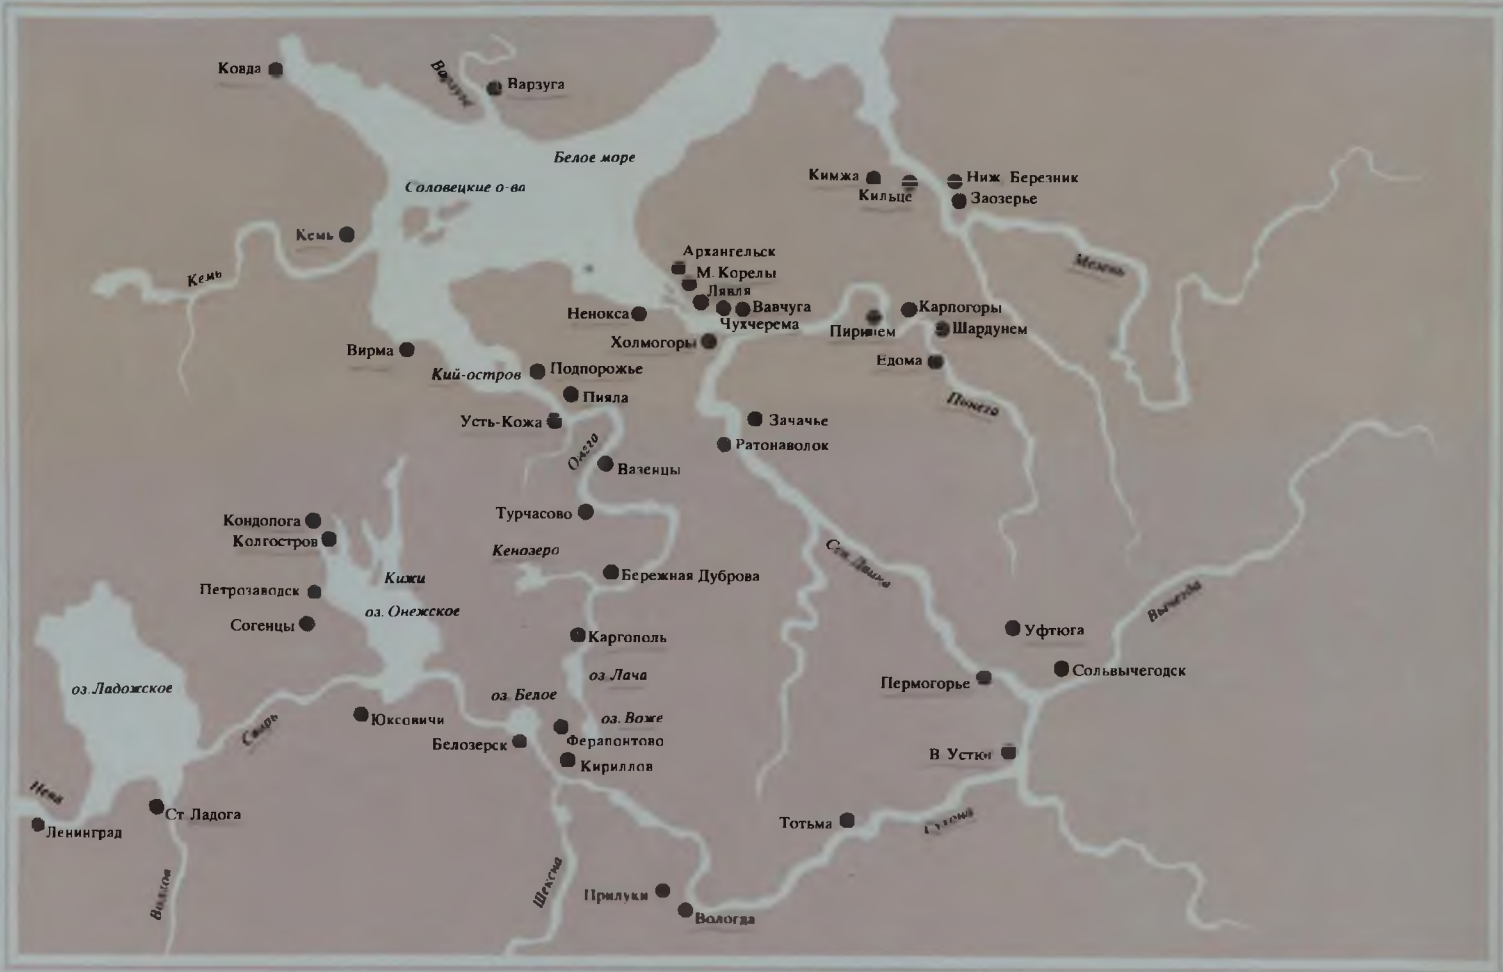 Ковда
Варзуга
Варзуга
Белое море
Соловецкие о-ва
Кимжа
Кильце
Ниж. Березник
Заозерье
Кемь
Кемь
Мезень
Архангельск
М. Корелы
Лявля
Вавчуга
Чухчерема
Ненокса
Холмогоры
Карпогоры
Шардунем
Едома
Пинега
Вирма
Кий-остров
Подпорожье
Пияла
Усть-Кожа
Онега
Зачачье
Ратонаволок
Вазенцы
Турчасово
Кондопога
Колгостров
Кенозеро
Сев. Двина
Кижи
Бережная Дуброва
Петрозаводск
оз. Онежское
Согенцы
Каргополь
Вычегда
Уфтюга
Сольвычегодск
Пермогорье
оз. Лача
оз. Белое
оз. Ладожское
оз. Воже
Юксовичи
Свирь
Белозерск
Ферапонтово
Кириллов
В. Устюг
Нева
Ст. Ладога
Ленинград
Тотьма
Сухона
Волхов
Шексна
Прилуки
Вологда